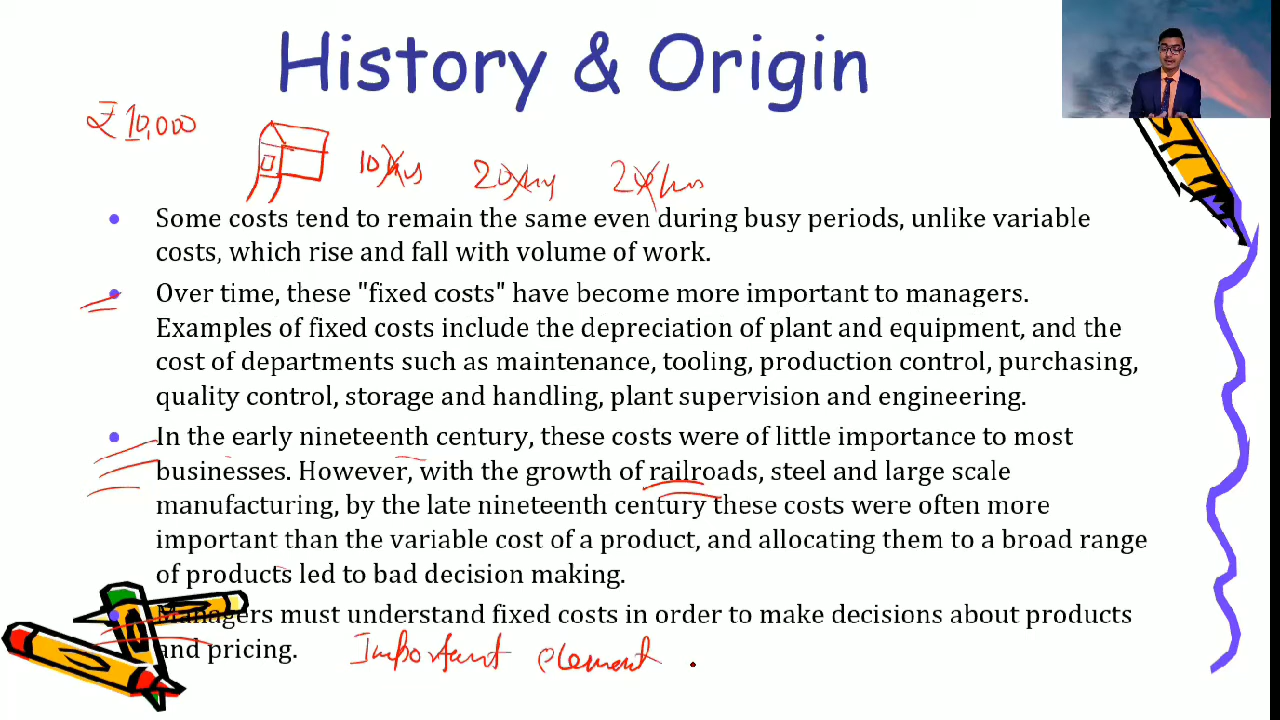 History & Origin
₹10,000
10 hrs 20 hrs 24 hrs
Some costs tend to remain the same even during busy periods, unlike variable
costs, which rise and fall with volume of work.
Over time, these "fixed costs" have become more important to managers.
Examples of fixed costs include the depreciation of plant and equipment, and the
cost of departments such as maintenance, tooling, production control, purchasing,
quality control, storage and handling, plant supervision and engineering.
In the early nineteenth century, these costs were of little importance to most
businesses. However, with the growth of railroads, steel and large scale
manufacturing, by the late nineteenth century these costs were often more
important than the variable cost of a product, and allocating them to a broad range
of products led to bad decision making.
Managers must understand fixed costs in order to make decisions about products
and pricing.
Important element